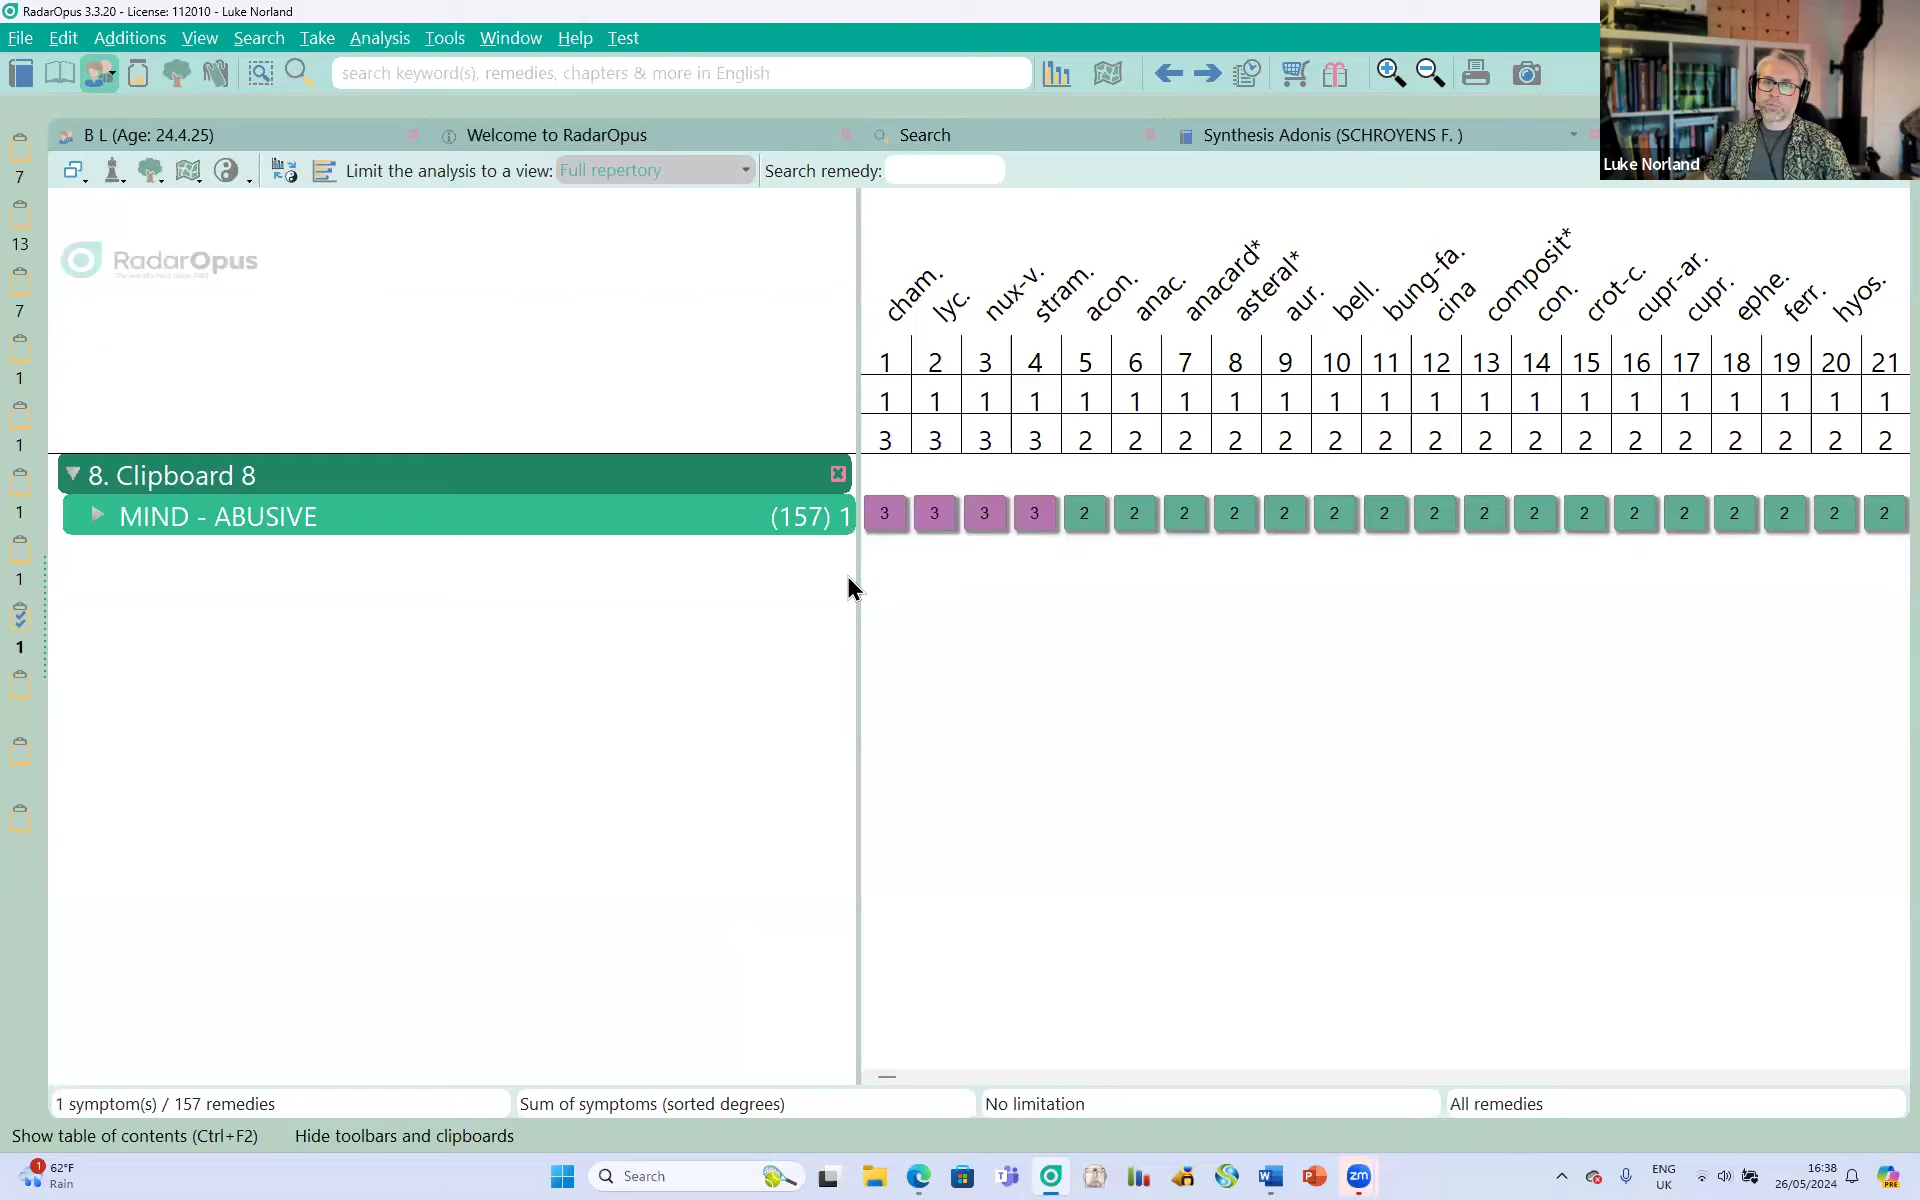 RadarOpus 3.3.20 - License: 112010 - Luke Norland
File Edit Additions View Search Take Analysis Tools Window Help Test
search keyword(s), remedies, chapters & more in English
Luke Norland
B L (Age: 24.4.25) Welcome to RadarOpus Search Synthesis Adonis (SCHROYENS F. )
Limit the analysis to a view: Full repertory Search remedy:
7
13
7
1
1
1
1
1
RadarOpus
cham. lyc. nux-v. stram. acon. anac. anacard* asteral* aur. bell. bung-fa. cina composit* con. crot-c. cupr-ar. cupr. ephe. ferr. hyos.
1 2 3 4 5 6 7 8 9 10 11 12 13 14 15 16 17 18 19 20 21
1 1 1 1 1 1 1 1 1 1 1 1 1 1 1 1 1 1 1 1 1
3 3 3 3 2 2 2 2 2 2 2 2 2 2 2 2 2 2 2 2 2
8. Clipboard 8
MIND - ABUSIVE (157) 1 3 3 3 3 2 2 2 2 2 2 2 2 2 2 2 2 2 2 2 2 2
1 symptom(s) / 157 remedies Sum of symptoms (sorted degrees) No limitation All remedies
Show table of contents (Ctrl+F2) Hide toolbars and clipboards
1 62°F
Rain
Search
zm
ENG
UK
16:38
26/05/2024
PRE